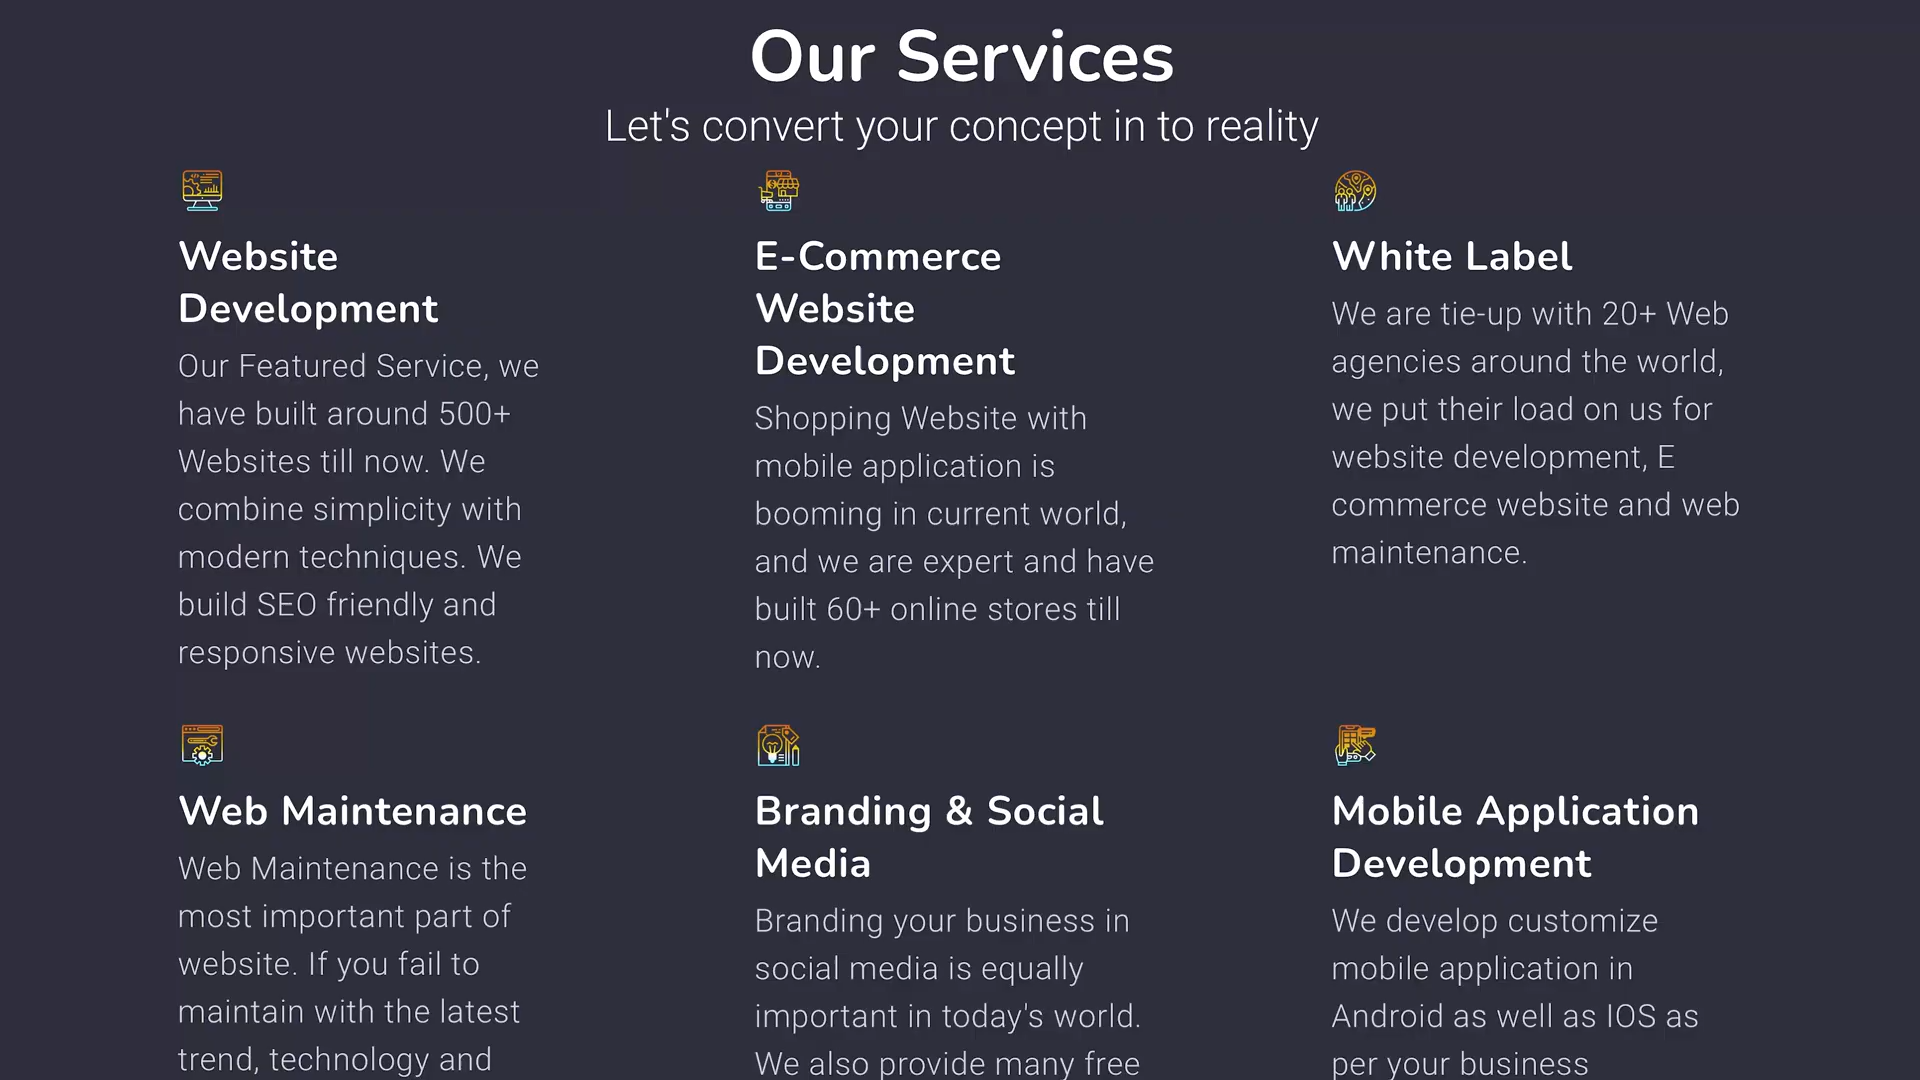 Our Services
Let's convert your concept in to reality
Website
Development
Our Featured Service, we
have built around 500+
Websites till now. We
combine simplicity with
modern techniques. We
build SEO friendly and
responsive websites.
E-Commerce
Website
Development
Shopping Website with
mobile application is
booming in current world,
and we are expert and have
built 60+ online stores till
now.
White Label
We are tie-up with 20+ Web
agencies around the world,
we put their load on us for
website development, E
commerce website and web
maintenance.
Web Maintenance
Web Maintenance is the
most important part of
website. If you fail to
maintain with the latest
trend, technology and
Branding & Social
Media
Branding your business in
social media is equally
important in today's world.
We also provide many free
Mobile Application
Development
We develop customize
mobile application in
Android as well as IOS as
per your business